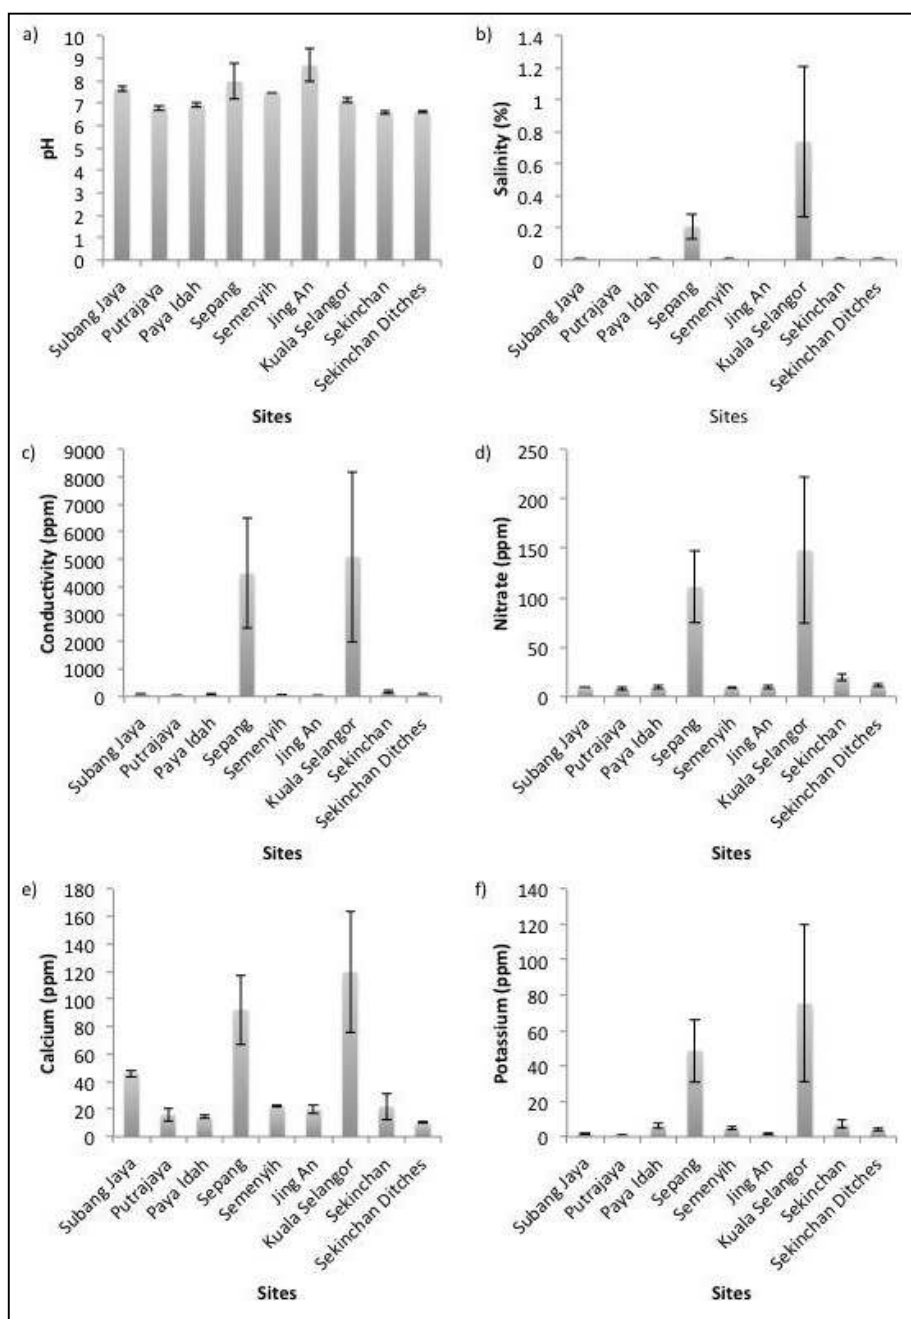 a)
10
9
8
7
6
5
4
3
2
1
0
pH
Subang Jaya
Putrajaya
Paya Idah
Sepang
Semenyih
Jing An
Kuala Selangor
Sekinchan
Sekinchan Ditches
Sites
b)
1.4
1.2
1
0.8
0.6
0.4
0.2
0
Salinity (%)
Subang Jaya
Putrajaya
Paya Idah
Sepang
Semenyih
Jing An
Kuala Selangor
Sekinchan
Sekinchan Ditches
Sites
c)
9000
8000
7000
6000
5000
4000
3000
2000
1000
0
Conductivity (ppm)
Subang Jaya
Putrajaya
Paya Idah
Sepang
Semenyih
Jing An
Kuala Selangor
Sekinchan
Sekinchan Ditches
Sites
d)
250
200
150
100
50
0
Nitrate (ppm)
Subang Jaya
Putrajaya
Paya Idah
Sepang
Semenyih
Jing An
Kuala Selangor
Sekinchan
Sekinchan Ditches
Sites
e)
180
160
140
120
100
80
60
40
20
0
Calcium (ppm)
Subang Jaya
Putrajaya
Paya Idah
Sepang
Semenyih
Jing An
Kuala Selangor
Sekinchan
Sekinchan Ditches
Sites
f)
140
120
100
80
60
40
20
0
Potassium (ppm)
Subang Jaya
Putrajaya
Paya Idah
Sepang
Semenyih
Jing An
Kuala Selangor
Sekinchan
Sekinchan Ditches
Sites